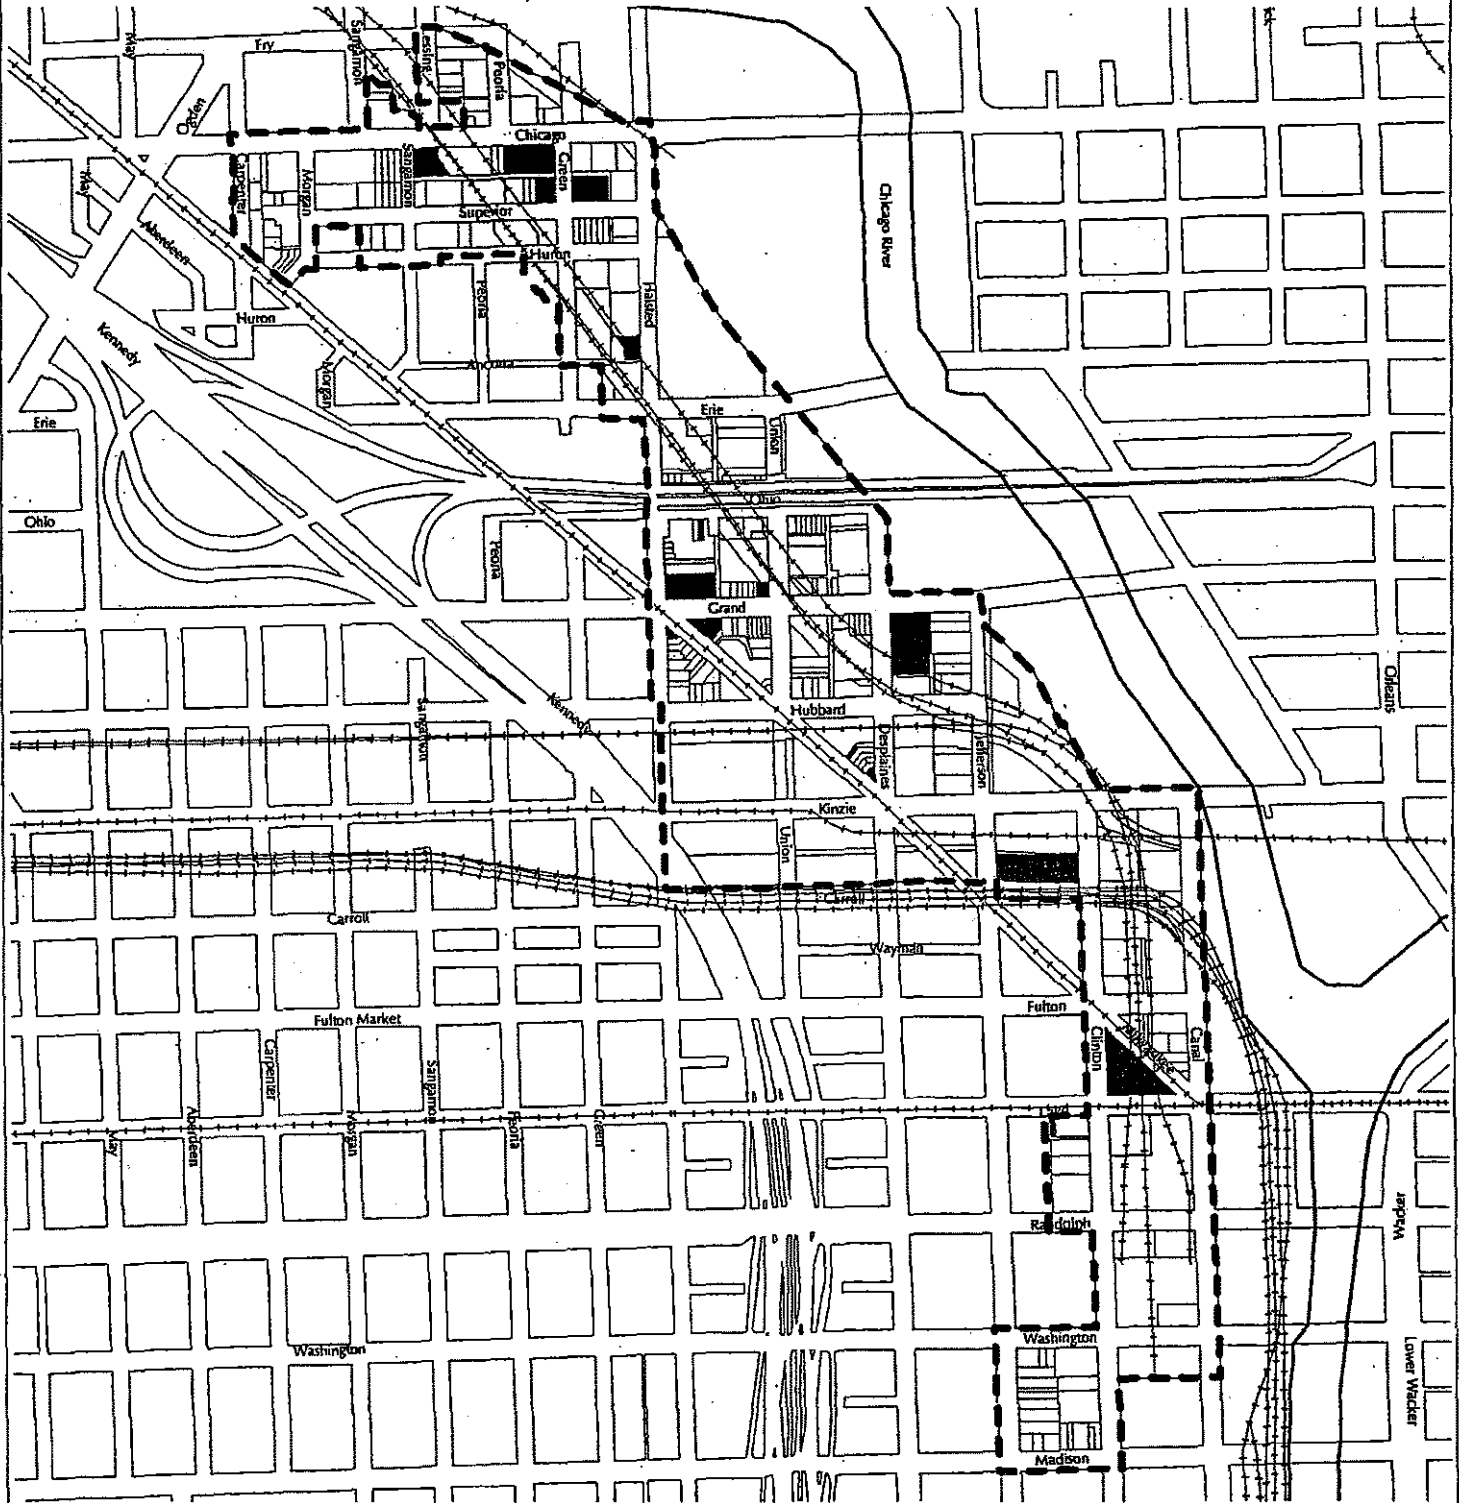 May
Fry
Sangamon
Lessing
Peoria
Ogden
Chicago
May
Carpenter
Morgan
Sangamon
Green
Superior
Chicago River
Aberdeen
Huron
Peoria
Halsted
Huron
Kennedy
Morgan
Ancona
Erie
Erie
Union
Ohio
Ohio
Peoria
Grand
Orleans
Sangamon
Kennedy
Hubbard
Desplaines
Jefferson
Kinzie
Union
Carroll
Carroll
Wayman
Fulton
Fulton Market
Clinton
Milwaukee
Canal
Carpenter
Sangamon
May
Aberdeen
Morgan
Peoria
Green
Randolph
Wacker
Washington
Washington
Lower Wacker
Madison